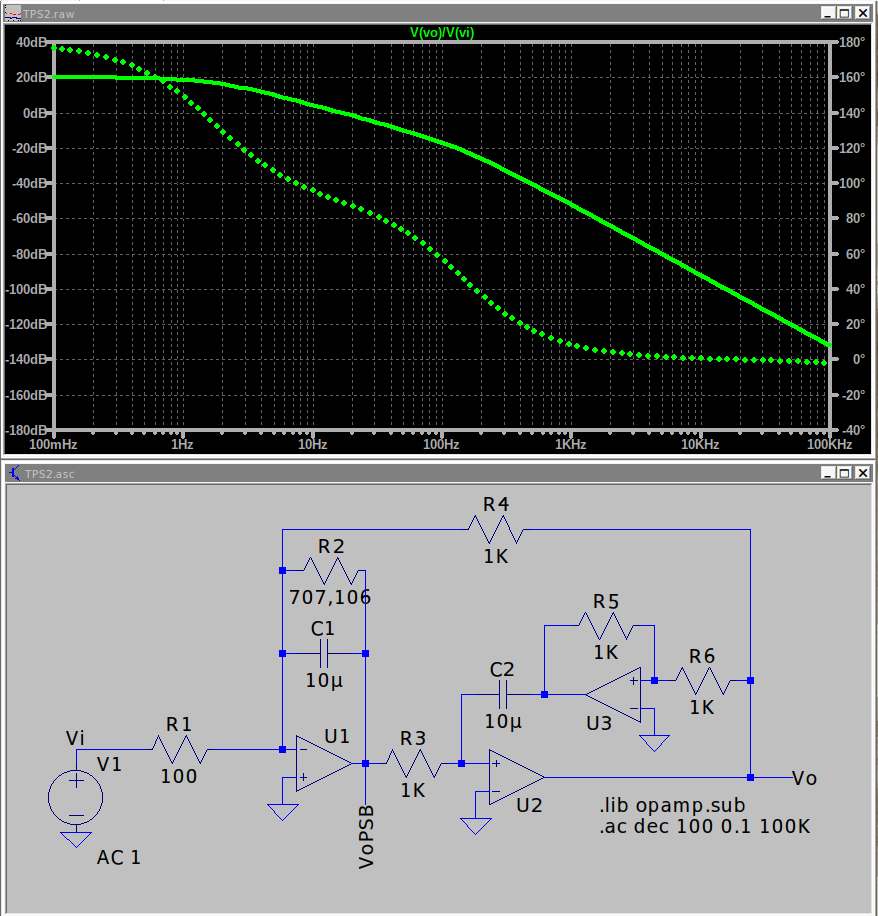 TPS2.raw
V(vo)/V(vi)
40dB 180°
20dB 160°
0dB 140°
-20dB 120°
-40dB 100°
-60dB 80°
-80dB 60°
-100dB 40°
-120dB 20°
-140dB 0°
-160dB -20°
-180dB -40°
100mHz 1Hz 10Hz 100Hz 1KHz 10KHz 100KHz
TPS2.asc
R4
1K
R2
707,106
C1
10µ
R5
1K
R6
1K
C2
10µ
U3
Vi
V1
AC 1
R1
100
U1
- +
VoPSB
R3
1K
U2
Vo
.lib opamp.sub
.ac dec 100 0.1 100K